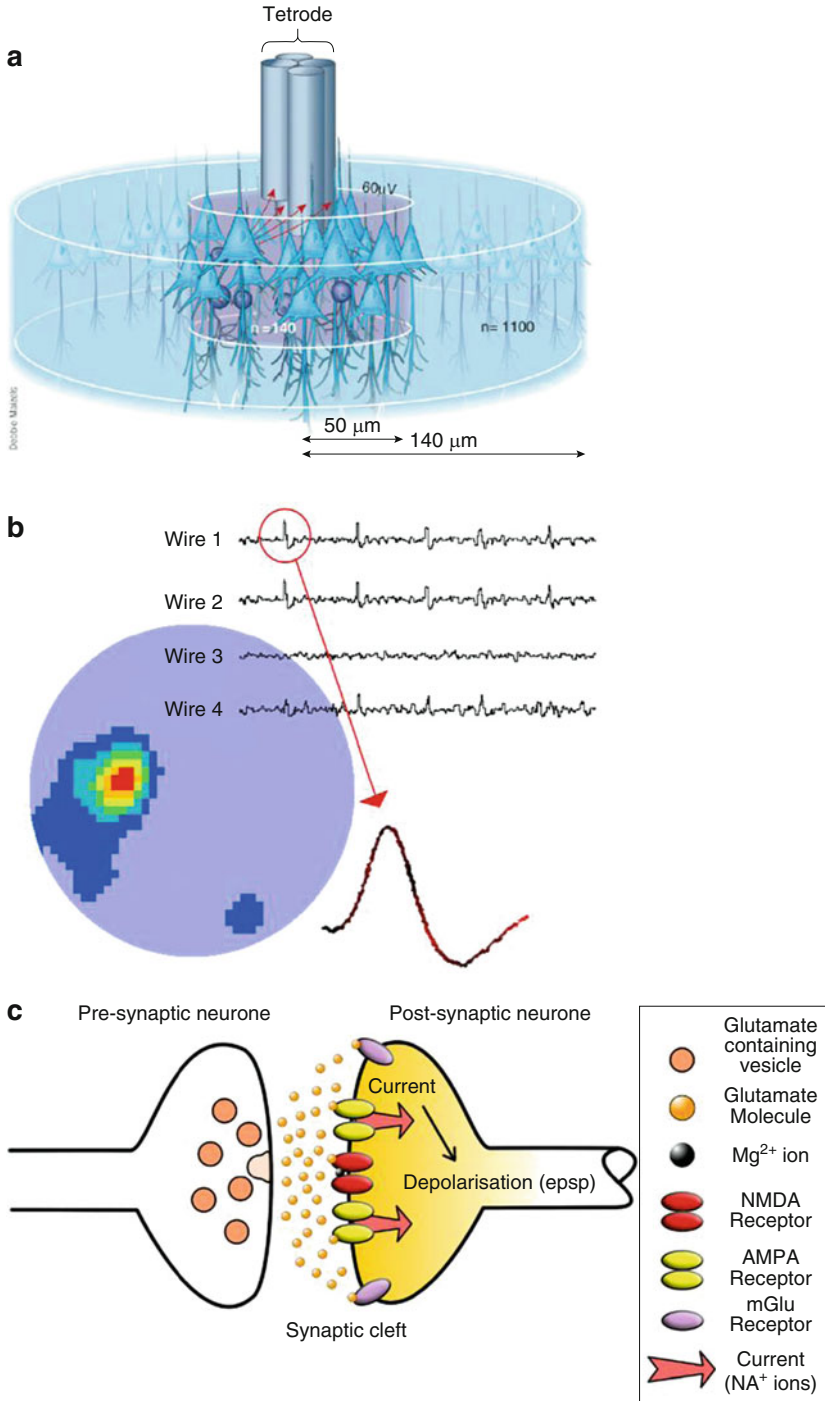 Tetrode
a
60µV
n =140
n= 1100
Debbie Maizels
50 µm
140 µm
b
Wire 1
Wire 2
Wire 3
Wire 4
c
Pre-synaptic neurone
Post-synaptic neurone
Current
Depolarisation (epsp)
Synaptic cleft
Glutamate
containing
vesicle
Glutamate
Molecule
Mg²⁺ ion
NMDA
Receptor
AMPA
Receptor
mGlu
Receptor
Current
(NA⁺ ions)